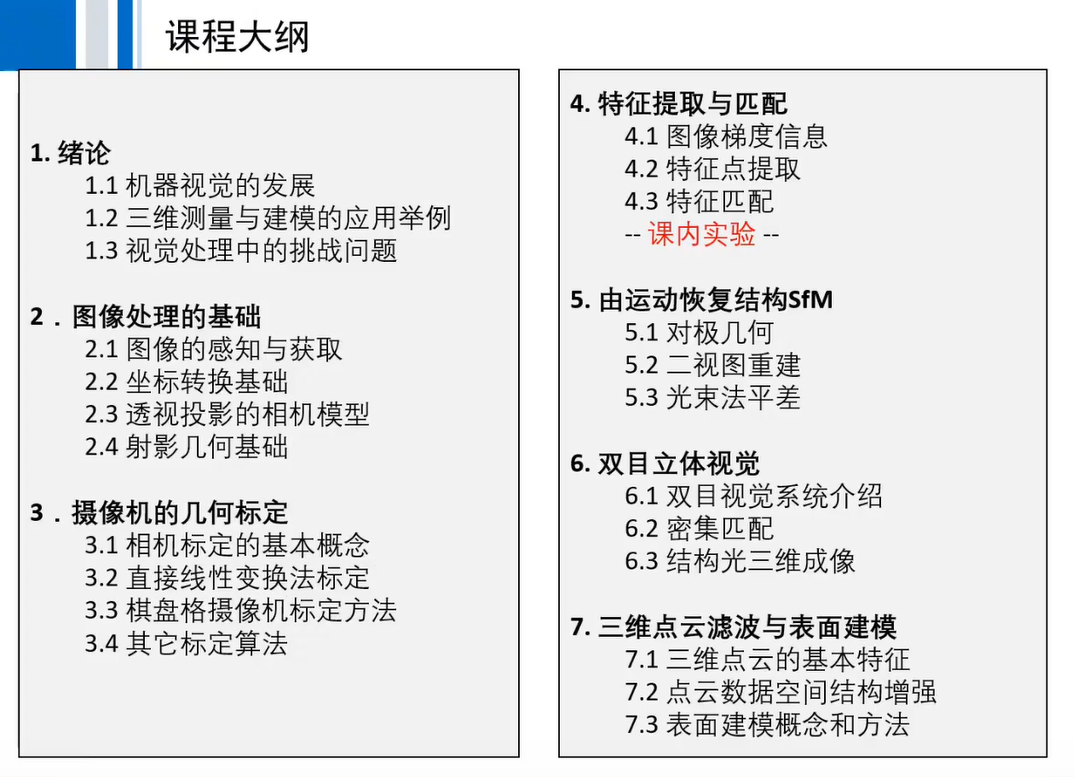 课程大纲
1. 绪论
1.1 机器视觉的发展
1.2 三维测量与建模的应用举例
1.3 视觉处理中的挑战问题
2．图像处理的基础
2.1 图像的感知与获取
2.2 坐标转换基础
2.3 透视投影的相机模型
2.4 射影几何基础
3．摄像机的几何标定
3.1 相机标定的基本概念
3.2 直接线性变换法标定
3.3 棋盘格摄像机标定方法
3.4 其它标定算法
4. 特征提取与匹配
4.1 图像梯度信息
4.2 特征点提取
4.3 特征匹配
-- 课内实验 --
5. 由运动恢复结构SfM
5.1 对极几何
5.2 二视图重建
5.3 光束法平差
6. 双目立体视觉
6.1 双目视觉系统介绍
6.2 密集匹配
6.3 结构光三维成像
7. 三维点云滤波与表面建模
7.1 三维点云的基本特征
7.2 点云数据空间结构增强
7.3 表面建模概念和方法